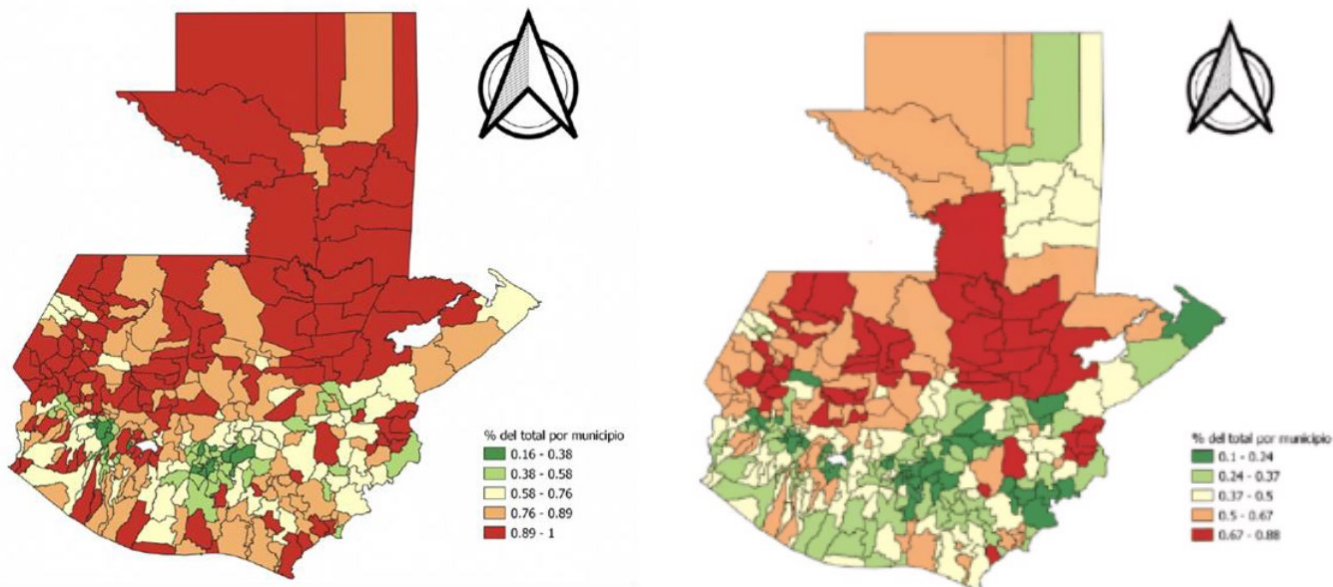 % del total por municipio
0.16 - 0.38
0.38 - 0.58
0.58 - 0.76
0.76 - 0.89
0.89 - 1
% del total por municipio
0.1 - 0.24
0.24 - 0.37
0.37 - 0.5
0.5 - 0.67
0.67 - 0.88